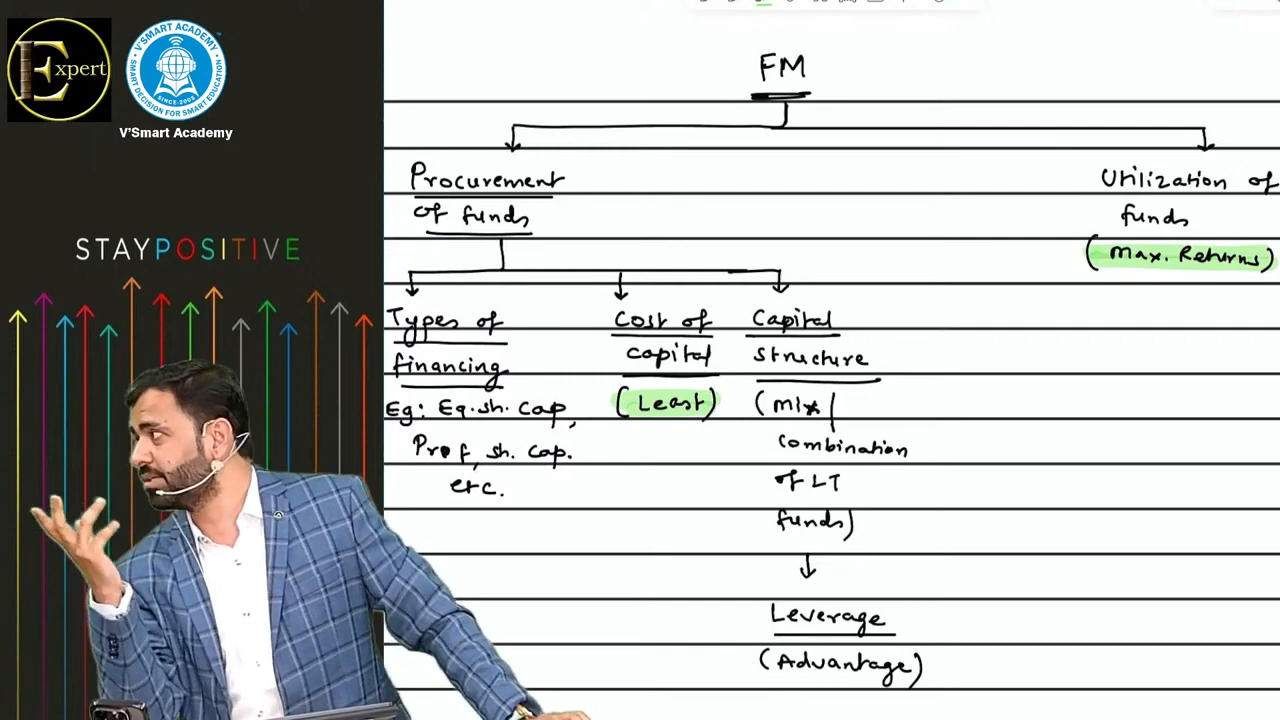 Expert
V'SMART ACADEMY
SMART DECISION FOR SMART EDUCATION
SINCE-2005
V'Smart Academy
STAYPOSITIVE
FM
Procurement
of funds
Utilization of
funds
(Max. Returns)
Types of
financing
Eg: Eq. sh. cap,
Pref. sh. cap.
etc.
Cost of
capital
(Least)
Capital
structure
(mix/
combination
of LT
funds)
Leverage
(Advantage)